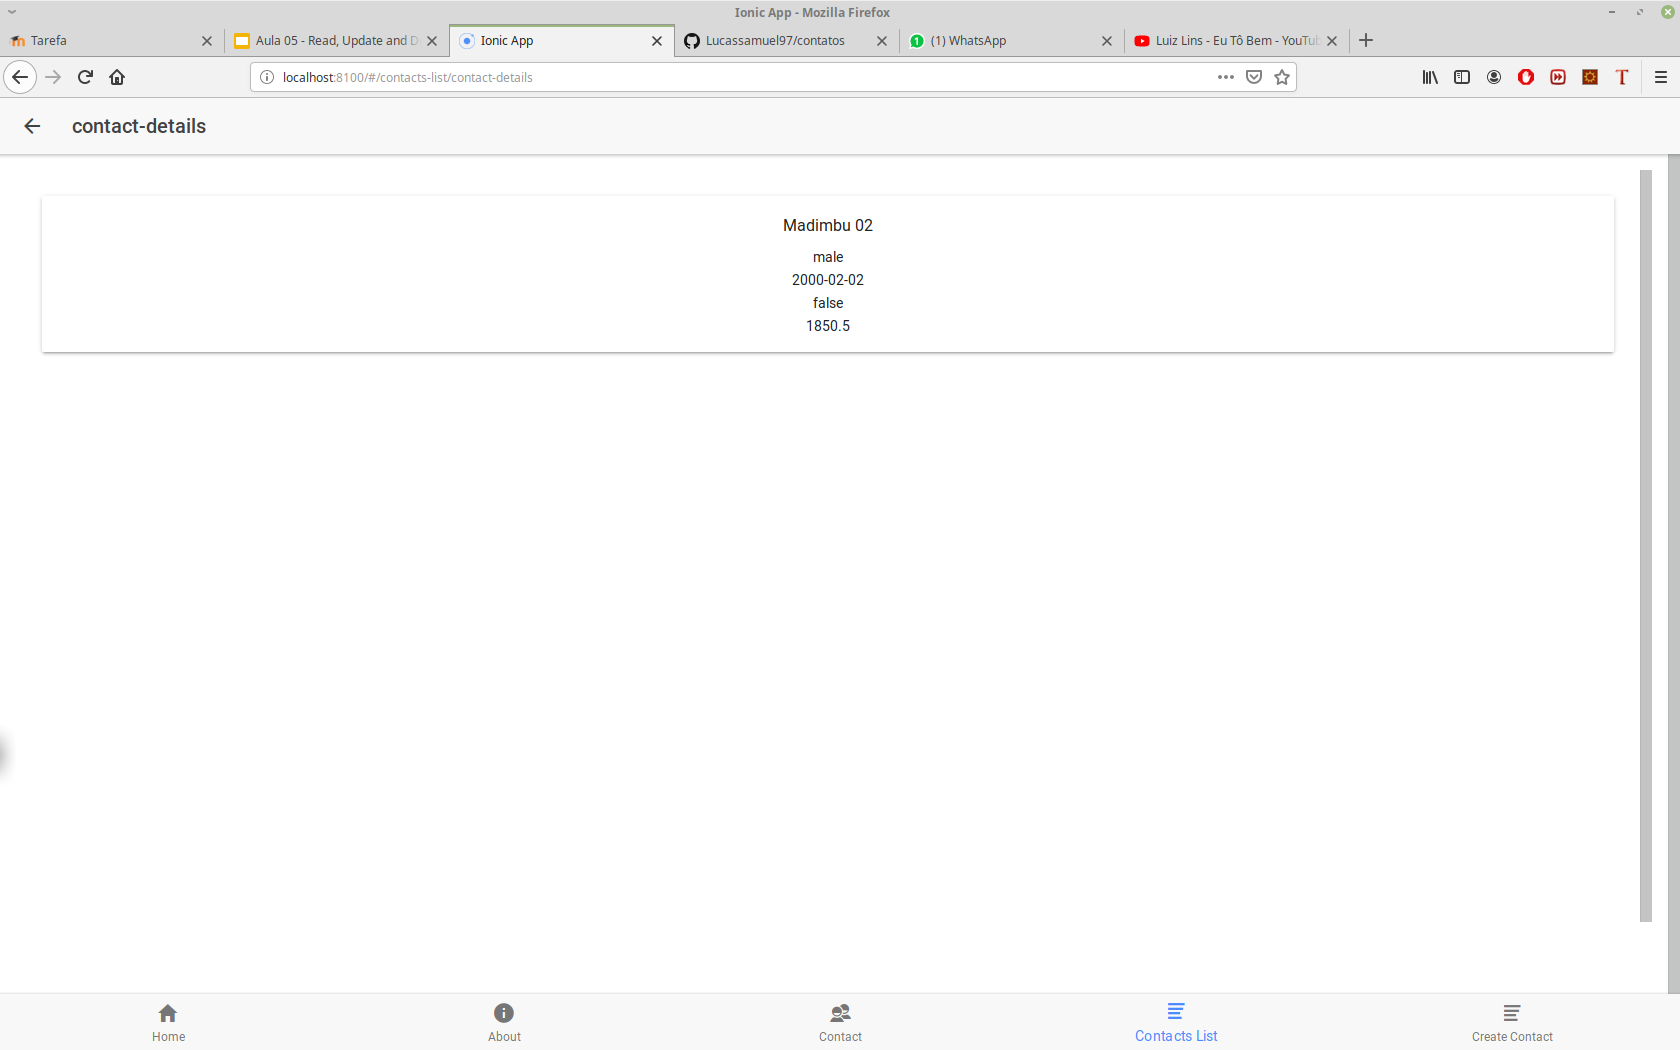 Ionic App - Mozilla Firefox
Tarefa
Aula 05 - Read, Update and D
Ionic App
Lucassamuel97/contatos
(1) WhatsApp
Luiz Lins - Eu Tô Bem - YouTub
localhost:8100/#/contacts-list/contact-details
contact-details
Madimbu 02
male
2000-02-02
false
1850.5
Home
About
Contact
Contacts List
Create Contact